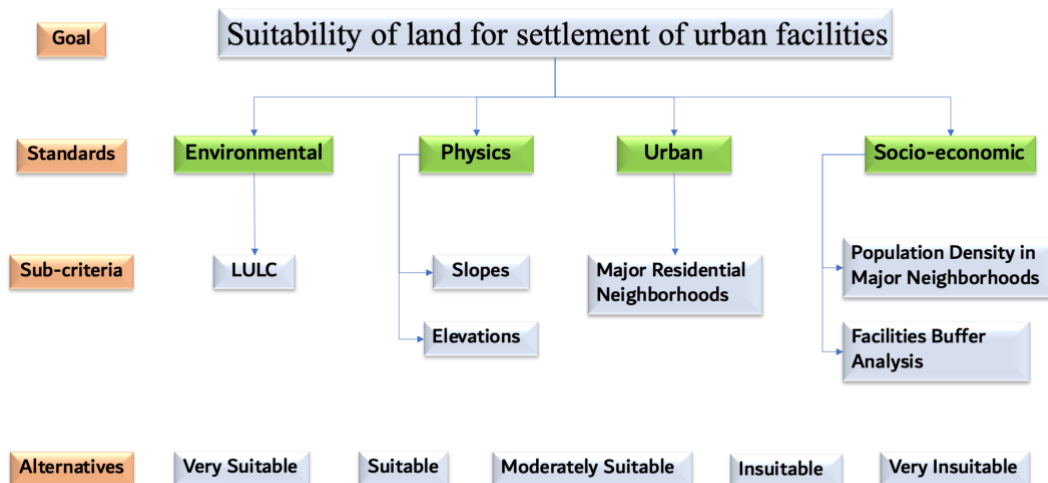 Goal
Suitability of land for settlement of urban facilities
Standards
Environmental
Physics
Urban
Socio-economic
Sub-criteria
LULC
Slopes
Major Residential
Neighborhoods
Population Density in
Major Neighborhoods
Elevations
Facilities Buffer
Analysis
Alternatives
Very Suitable
Suitable
Moderately Suitable
Insuitable
Very Insuitable